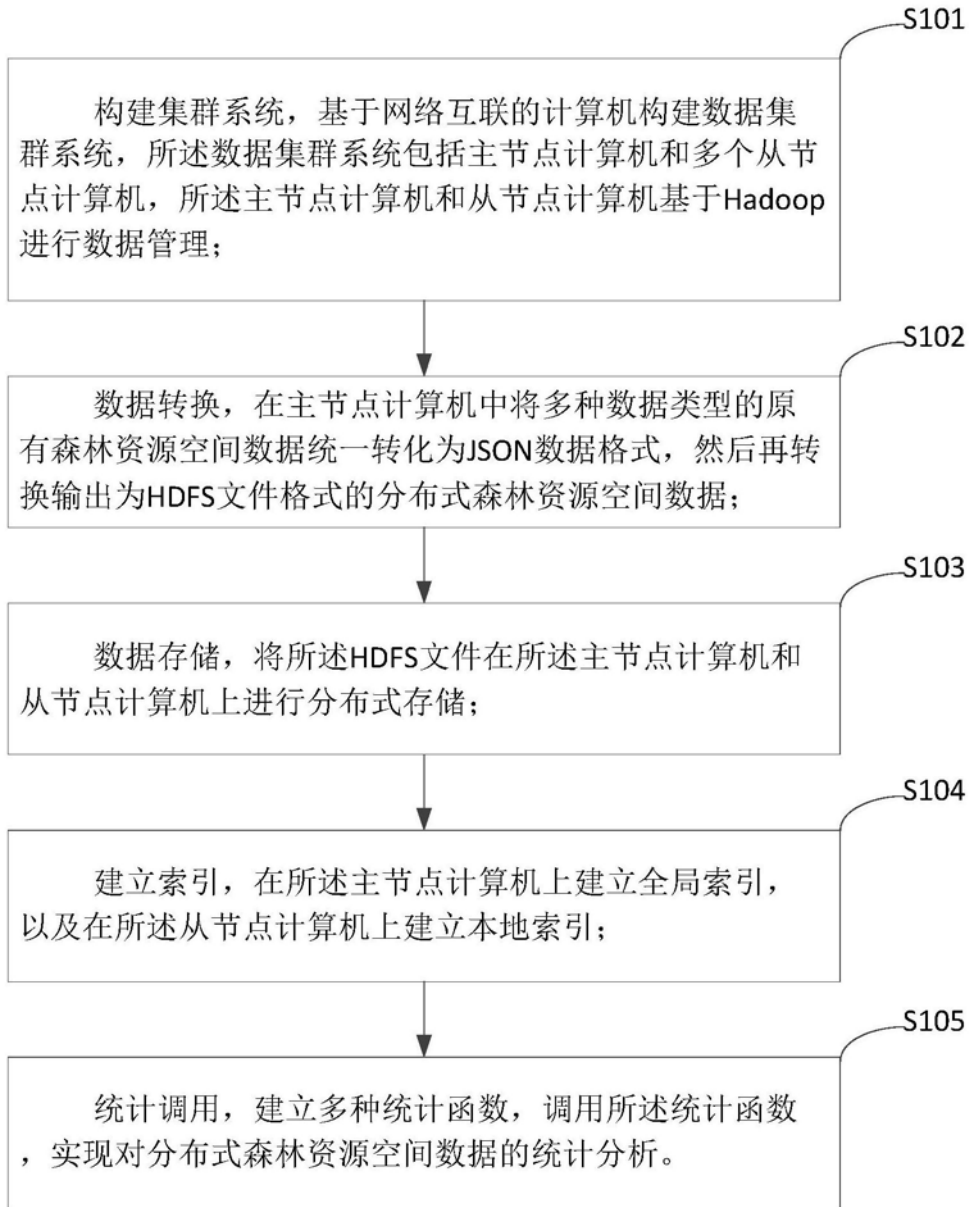 S101
构建集群系统，基于网络互联的计算机构建数据集
群系统，所述数据集群系统包括主节点计算机和多个从节
点计算机，所述主节点计算机和从节点计算机基于Hadoop
进行数据管理；
S102
数据转换，在主节点计算机中将多种数据类型的原
有森林资源空间数据统一转化为JSON数据格式，然后再转
换输出为HDFS文件格式的分布式森林资源空间数据；
S103
数据存储，将所述HDFS文件在所述主节点计算机和
从节点计算机上进行分布式存储；
S104
建立索引，在所述主节点计算机上建立全局索引，
以及在所述从节点计算机上建立本地索引；
S105
统计调用，建立多种统计函数，调用所述统计函数
，实现对分布式森林资源空间数据的统计分析。